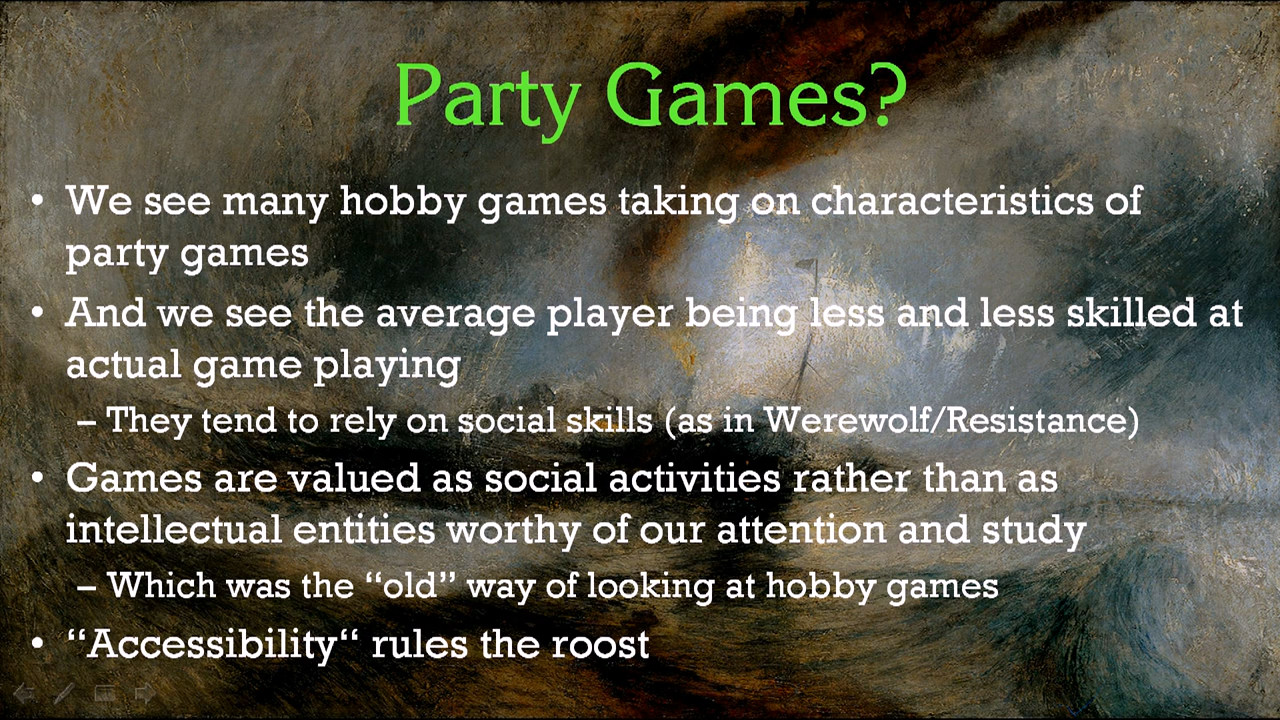 Party Games?
• We see many hobby games taking on characteristics of
party games
• And we see the average player being less and less skilled at
actual game playing
– They tend to rely on social skills (as in Werewolf/Resistance)
• Games are valued as social activities rather than as
intellectual entities worthy of our attention and study
– Which was the “old” way of looking at hobby games
• “Accessibility“ rules the roost